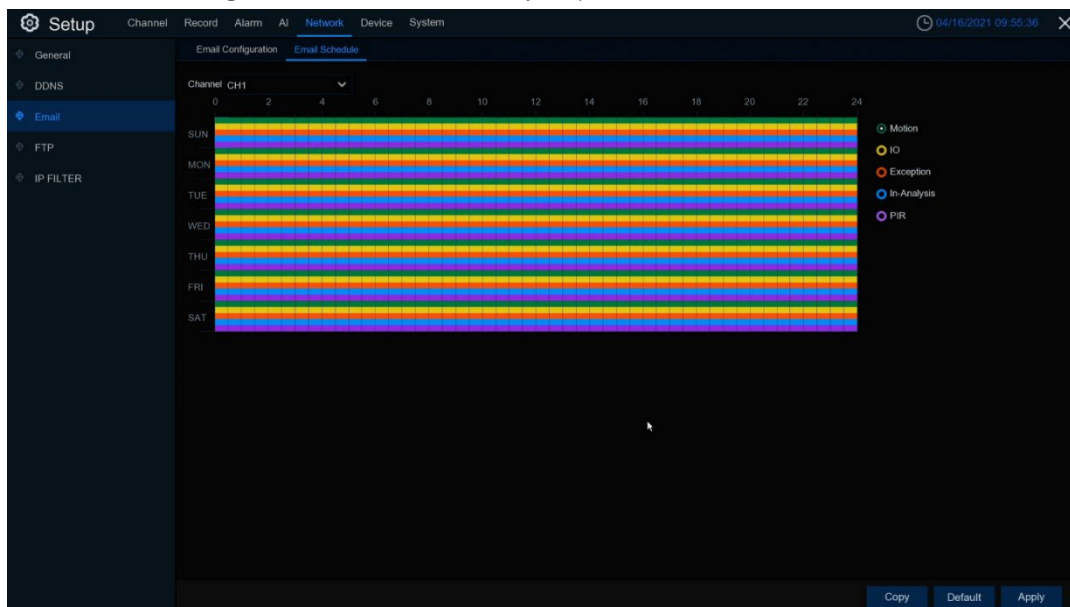 Setup Channel Record Alarm AI Network Device System 04/16/2021 09:55:36
General
DDNS
Email
FTP
IP FILTER
Email Configuration Email Schedule
Channel CH1
0 2 4 6 8 10 12 14 16 18 20 22 24
SUN
MON
TUE
WED
THU
FRI
SAT
Motion
IO
Exception
In-Analysis
PIR
Copy Default Apply